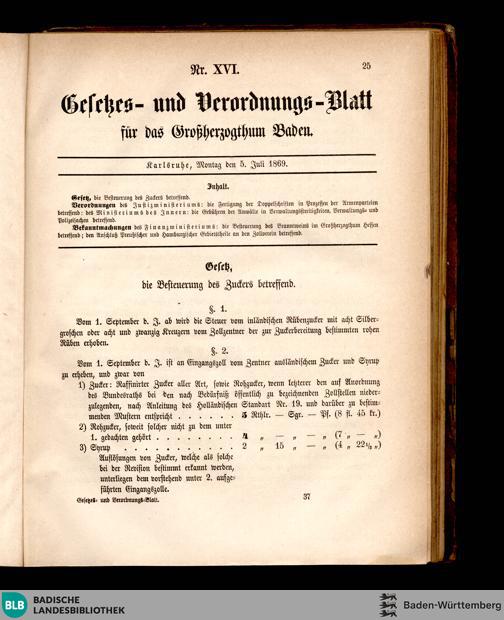 Nr. XVI.
25
Gesetzes- und Verordnungs-Blatt
für das Großherzogthum Baden.
Karlsruhe, Montag den 5. Juli 1869.
Inhalt.
Gesetz, die Besteuerung des Zuckers betreffend.
Verordnungen des Justizministeriums: die Fertigung der Doppelschriften in Prozessen der Armenparteien
betreffend; des Ministeriums des Innern: die Gebühren der Anwälte in Verwaltungsstreitigkeiten, Verwaltungs- und
Polizeisachen betreffend.
Bekanntmachungen des Finanzministeriums: die Besteuerung des Branntweins im Großherzogthum Hessen
betreffend; den Anschluß Preußischer und Hamburgischer Gebietstheile an den Zollverein betreffend.
Gesetz,
die Besteuerung des Zuckers betreffend.
§. 1.
Vom 1. September d. J. ab wird die Steuer vom inländischen Rübenzucker mit acht Silber-
groschen oder acht und zwanzig Kreuzern vom Zollzentner der zur Zuckerbereitung bestimmten rohen
Rüben erhoben.
§. 2.
Vom 1. September d. J. ist an Eingangszoll vom Zentner ausländischem Zucker und Syrup
zu erheben, und zwar von
1) Zucker: Raffinirter Zucker aller Art, sowie Rohzucker, wenn letzterer den auf Anordnung
des Bundesraths bei den nach Bedürfniß öffentlich zu bezeichnenden Zollstellen nieder-
zulegenden, nach Anleitung des Holländischen Standart Nr. 19. und darüber zu bestim-
menden Mustern entspricht . . . . . . . 5 Rthlr. — Sgr. — Pf. (8 fl. 45 kr.)
2) Rohzucker, soweit solcher nicht zu dem unter
1. gedachten gehört . . . . . . . . . 4 „ — „ — „ (7 „ — „)
3) Syrup . . . . . . . . . . . . . 2 „ 15 „ — „ (4 „ 22½ „)
Auflösungen von Zucker, welche als solche
bei der Revision bestimmt erkannt werden,
unterliegen dem vorstehend unter 2. aufge-
führten Eingangszolle.
Gesetzes- und Verordnungs-Blatt.
37
BLB BADISCHE
LANDESBIBLIOTHEK
Baden-Württemberg